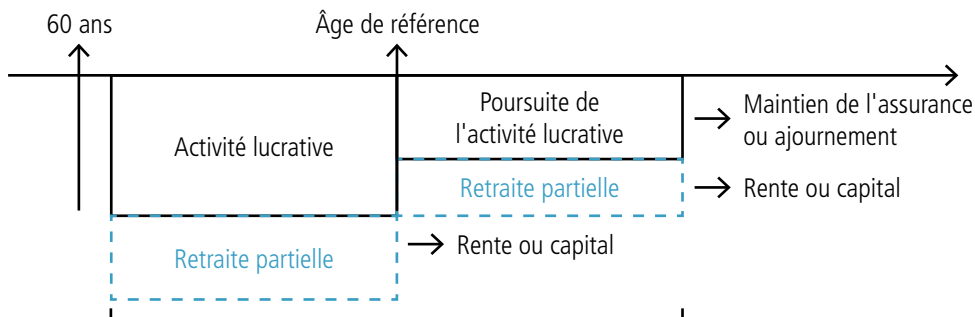 60 ans
Âge de référence
Activité lucrative
Poursuite de
l'activité lucrative
Maintien de l'assurance
ou ajournement
Retraite partielle
Rente ou capital
Retraite partielle
Rente ou capital